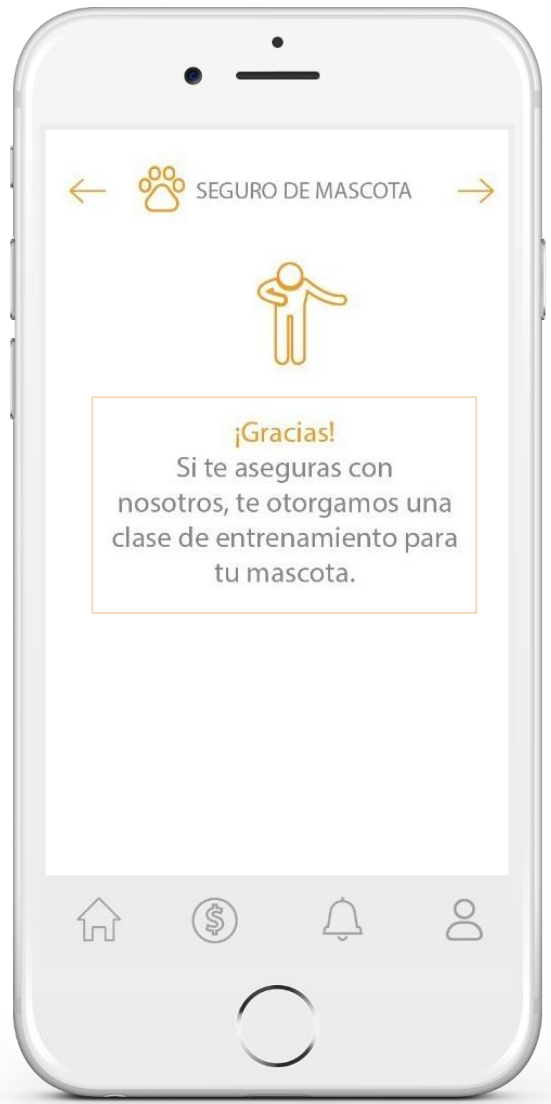 SEGURO DE MASCOTA
¡Gracias!
Si te aseguras con
nosotros, te otorgamos una
clase de entrenamiento para
tu mascota.